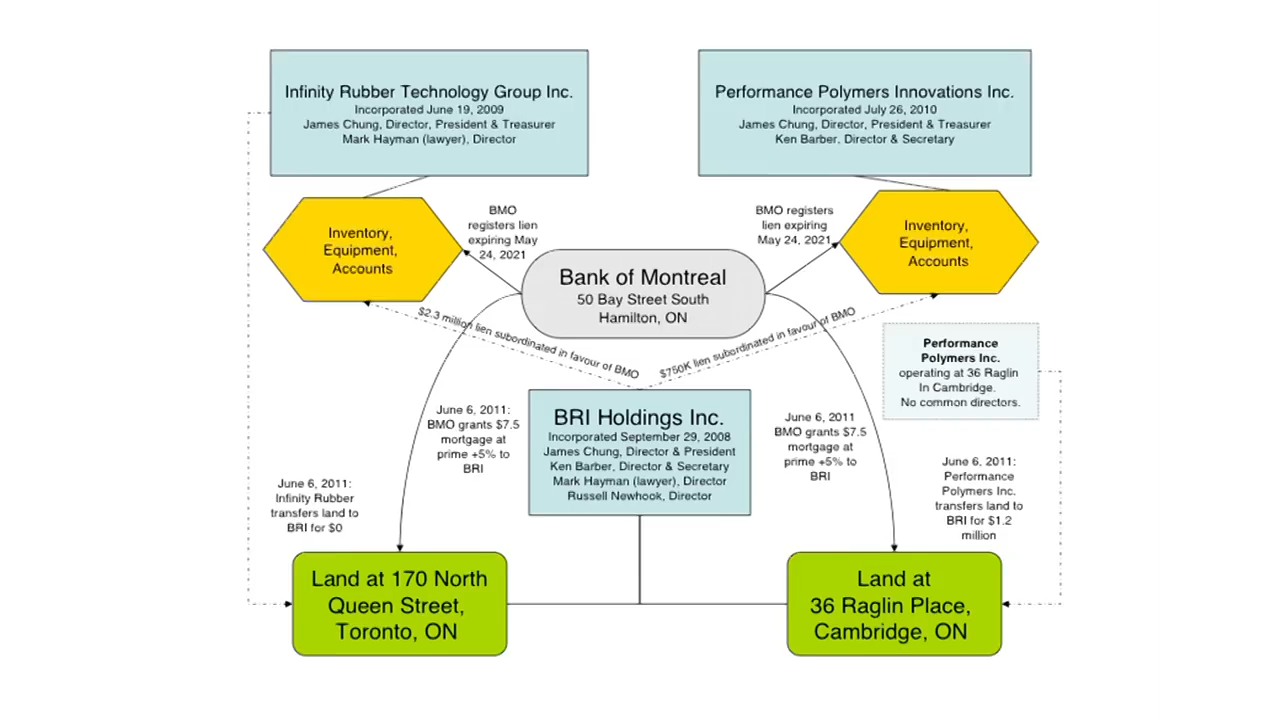 Infinity Rubber Technology Group Inc.
Incorporated June 19, 2009
James Chung, Director, President & Treasurer
Mark Hayman (lawyer), Director
Performance Polymers Innovations Inc.
Incorporated July 26, 2010
James Chung, Director, President & Treasurer
Ken Barber, Director & Secretary
Inventory,
Equipment,
Accounts
BMO
registers lien
expiring May
24, 2021
BMO registers
lien expiring
May 24, 2021
Inventory,
Equipment,
Accounts
Bank of Montreal
50 Bay Street South
Hamilton, ON
$2.3 million lien subordinated in favour of BMO
$750K lien subordinated in favour of BMO
Performance
Polymers Inc.
operating at 36 Raglin
In Cambridge.
No common directors.
June 6, 2011:
BMO grants $7.5
mortgage at
prime +5% to
BRI
BRI Holdings Inc.
Incorporated September 29, 2008
James Chung, Director & President
Ken Barber, Director & Secretary
Mark Hayman (lawyer), Director
Russell Newhook, Director
June 6, 2011
BMO grants $7.5
mortgage at
prime +5% to
BRI
June 6, 2011:
Infinity Rubber
transfers land to
BRI for $0
June 6, 2011:
Performance
Polymers Inc.
transfers land to
BRI for $1.2
million
Land at 170 North
Queen Street,
Toronto, ON
Land at
36 Raglin Place,
Cambridge, ON